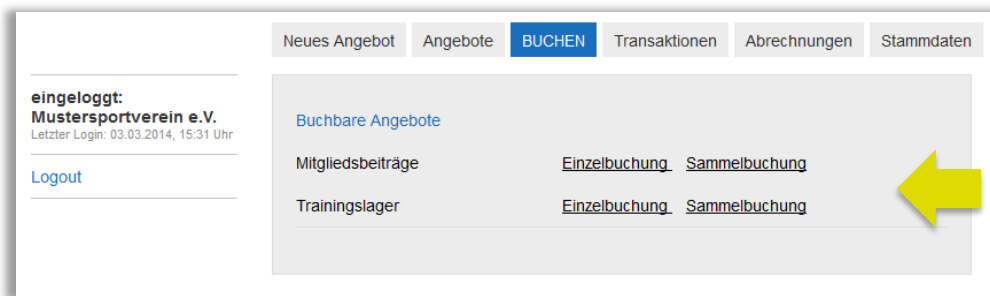 Neues Angebot Angebote BUCHEN Transaktionen Abrechnungen Stammdaten
eingeloggt:
Mustersportverein e.V.
Letzter Login: 03.03.2014, 15:31 Uhr
Logout
Buchbare Angebote
Mitgliedsbeiträge Einzelbuchung Sammelbuchung
Trainingslager Einzelbuchung Sammelbuchung